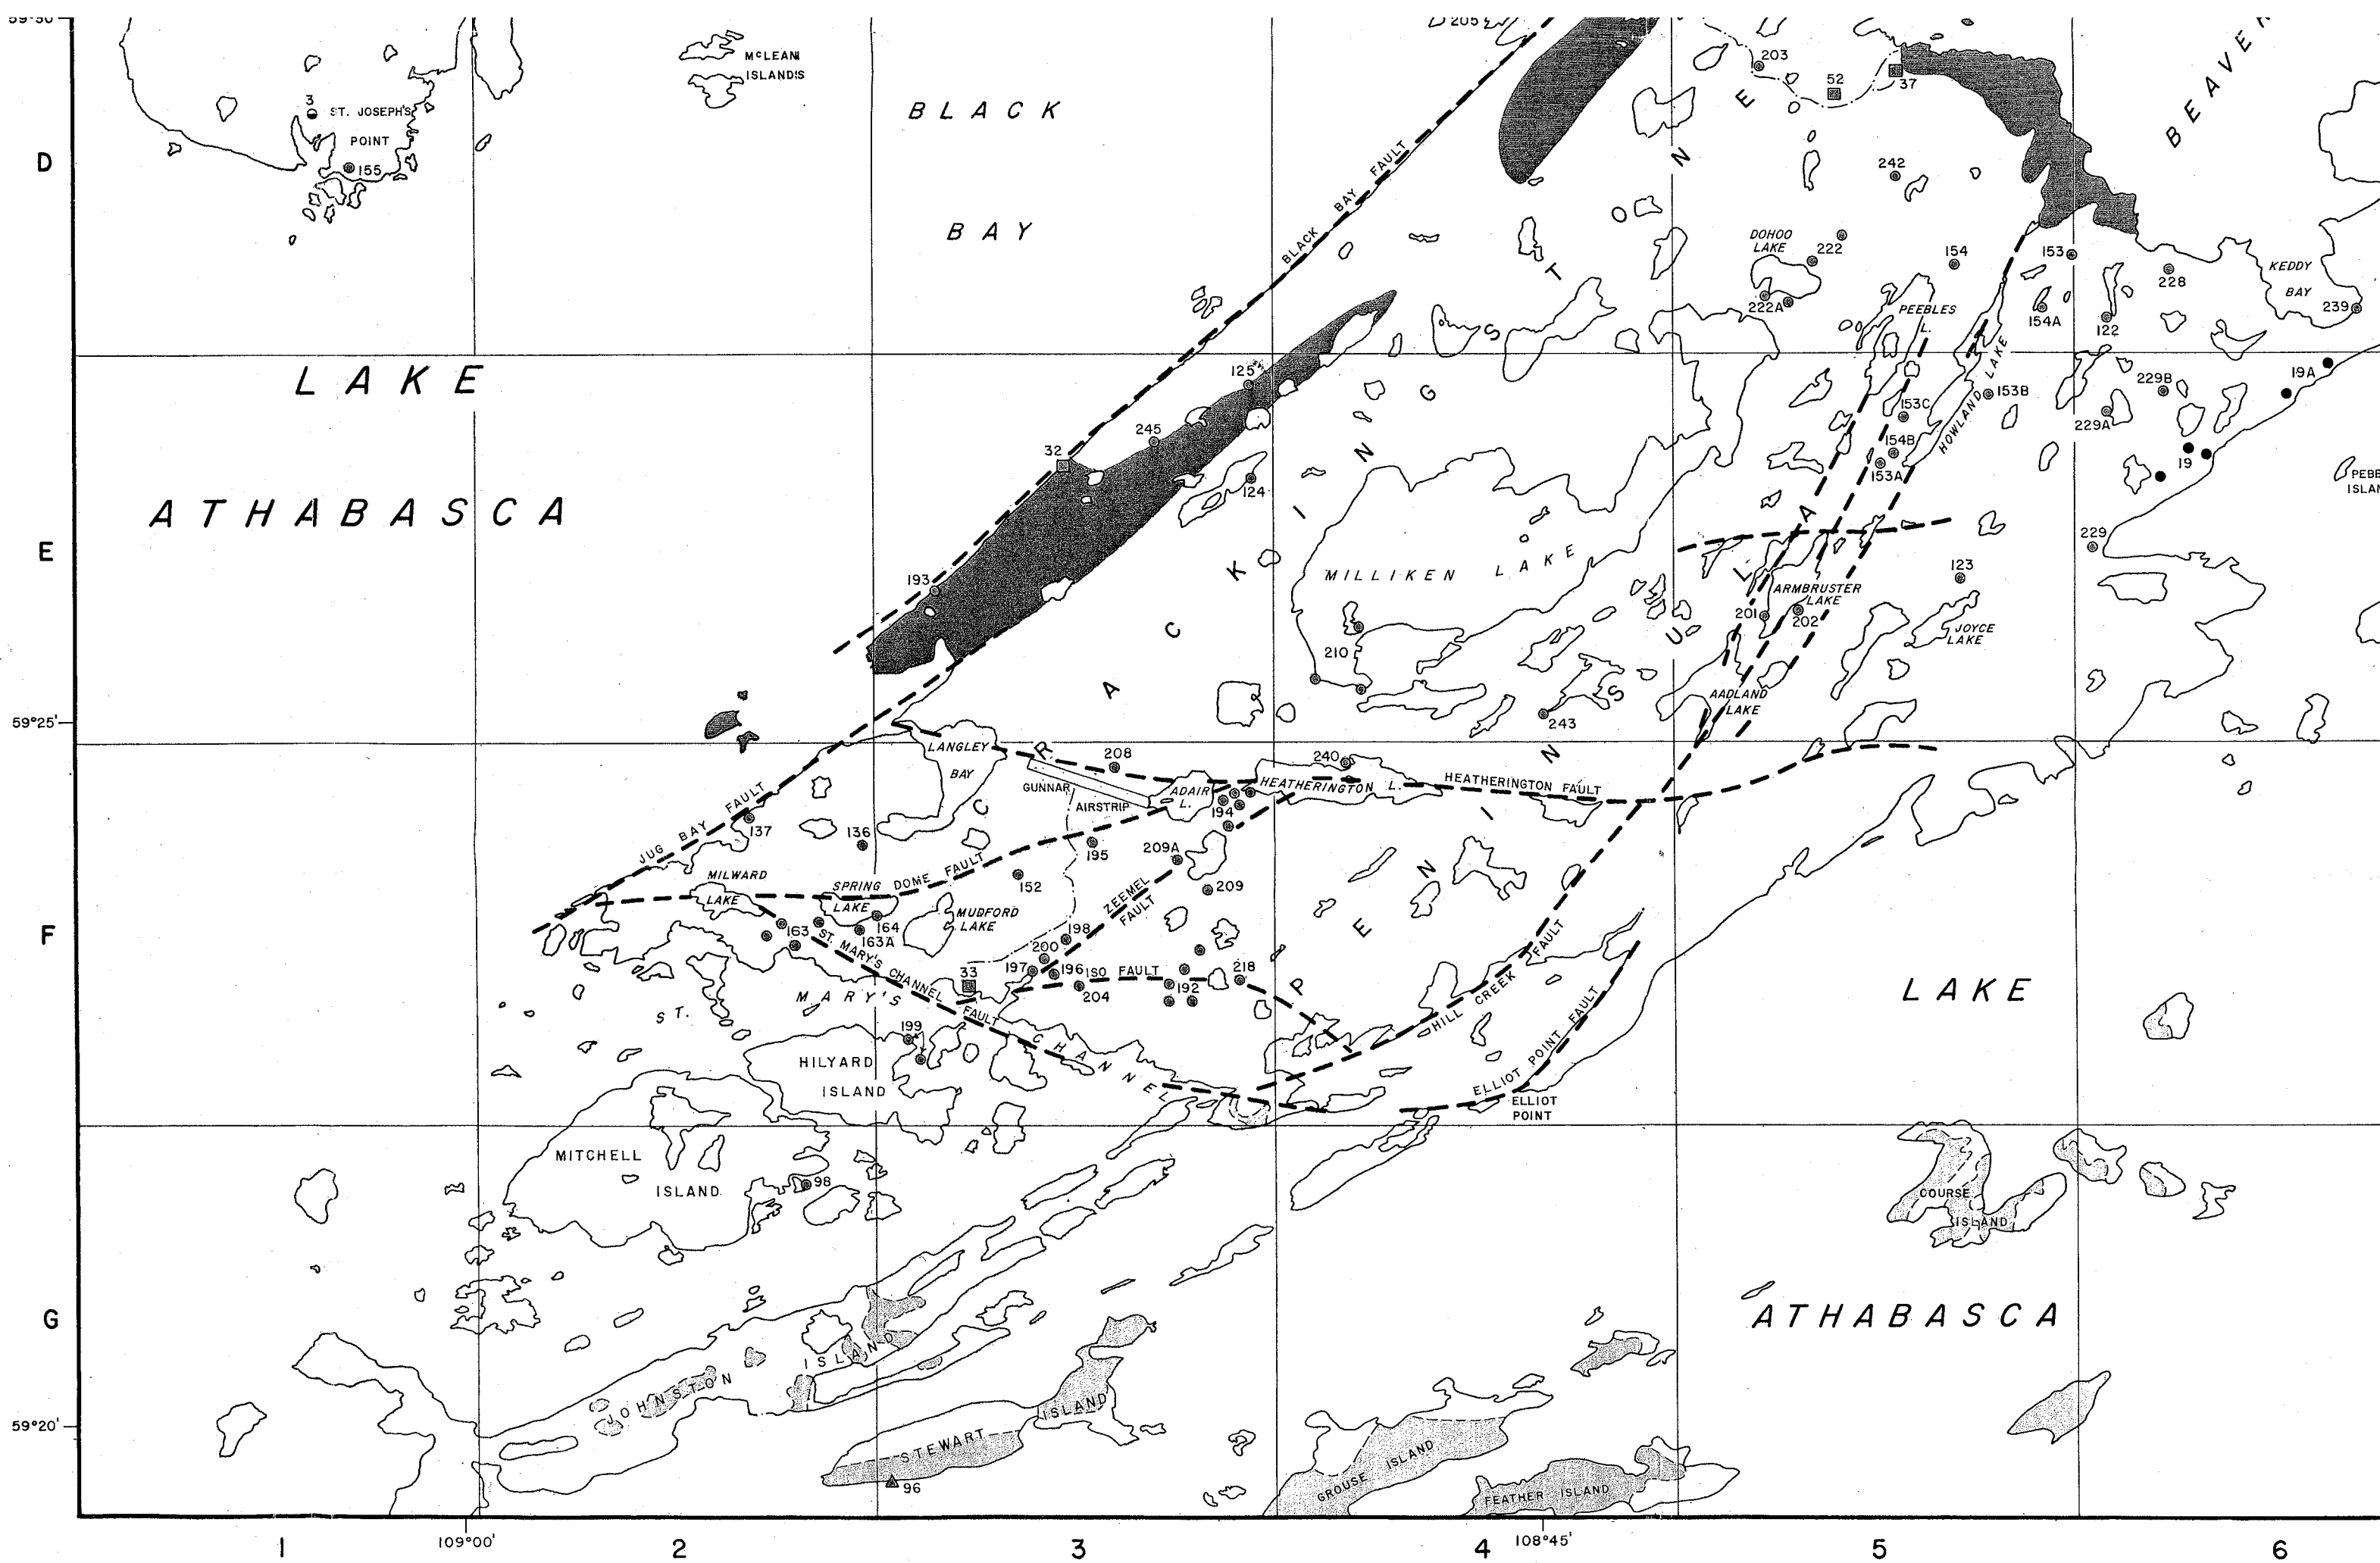 59°30'
205
McLEAN
ISLANDS
BLACK
BAY
203
52
37
BEAVER
3
ST. JOSEPH'S
POINT
155
D
BLACK BAY FAULT
242
DOHOO
LAKE
222
222A
154
153
228
KEDDY
BAY
239
PEEBLES
L.
154A
122
LAKE
125
HOWLAND LAKE
153B
153C
229B
19A
229A
245
32
154B
153A
19
124
ATHABASCA
E
229
193
MILLIKEN LAKE
123
ARMBRUSTER
LAKE
201
202
JOYCE
LAKE
210
AADLAND
LAKE
243
59°25'
CRACKINGSTONE
PENINSULA
LANGLEY
BAY
208
240
GUNNAR
AIRSTRIP
ADAIR
L.
HEATHERINGTON L.
HEATHERINGTON FAULT
194
JUG BAY FAULT
137
136
195
209A
209
MILWARD
LAKE
SPRING
LAKE
DOME FAULT
152
ZEEMEL
FAULT
164
163
163A
MUDFORD
LAKE
198
200
197
196
ISO FAULT
218
204
192
F
ST. MARY'S CHANNEL FAULT
33
ST. MARY'S CHANNEL
199
HILYARD
ISLAND
HILL CREEK FAULT
ELLIOT POINT FAULT
ELLIOT
POINT
LAKE
MITCHELL
ISLAND
98
COURSE
ISLAND
G
ATHABASCA
JOHNSTON ISLAND
59°20'
STEWART ISLAND
96
GROUSE ISLAND
FEATHER ISLAND
1
109°00'
2
3
4
108°45'
5
6